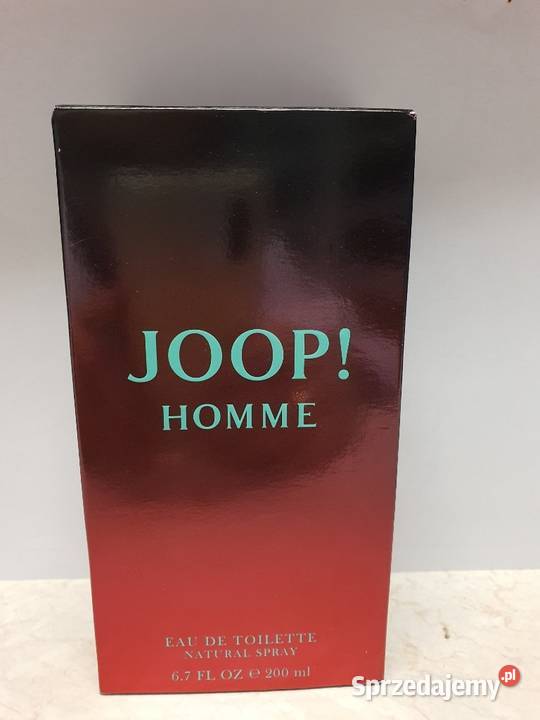 JOOP!
HOMME
EAU DE TOILETTE
NATURAL SPRAY
6.7 FL OZ ℮ 200 ml
Sprzedajemy.pl